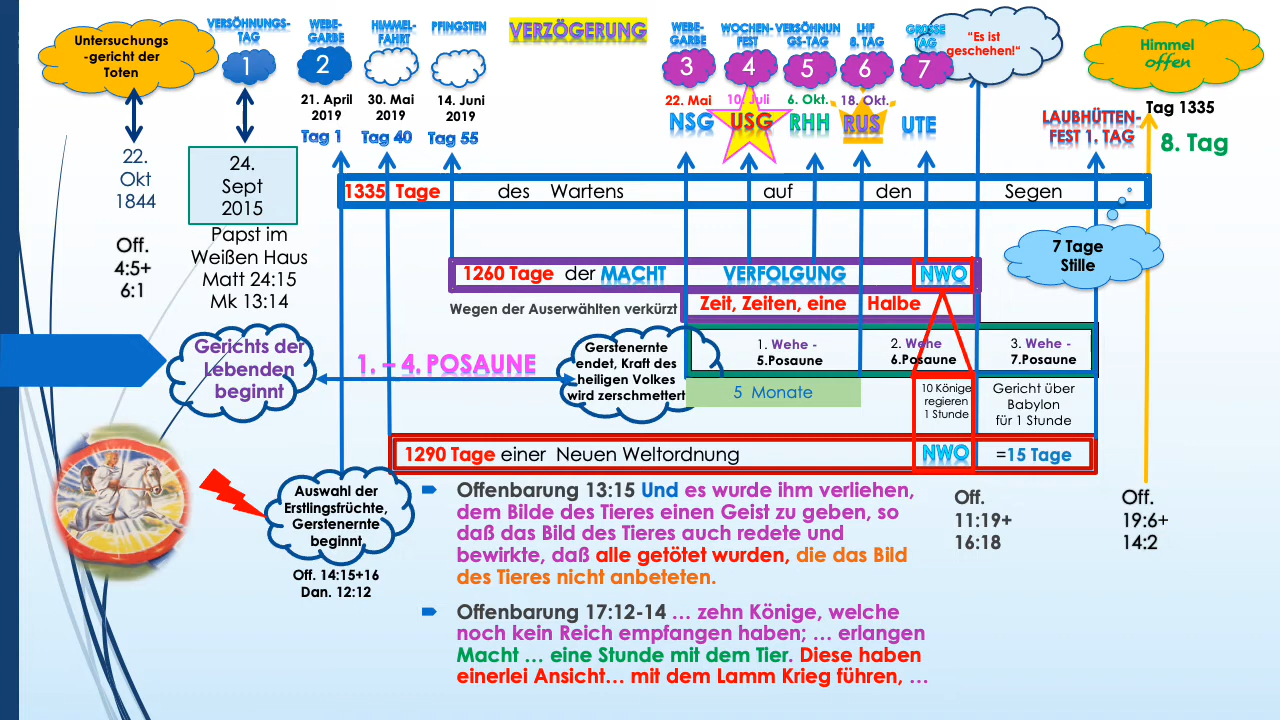 Untersuchungs
-gericht der
Toten
VERSÖHNUNGS-
TAG
1
WEBE-
GARBE
2
HIMMEL-
FAHRT
PFINGSTEN
VERZÖGERUNG
WEBE-
GARBE
3
WOCHEN-
FEST
4
VERSÖHNUN
GS-TAG
5
LHF
8. TAG
6
GROSSE
TAG
7
"Es ist
geschehen!"
Himmel
offen
21. April
2019
Tag 1
30. Mai
2019
Tag 40
14. Juni
2019
Tag 55
22. Mai
NSG
10. Juli
USG
6. Okt.
RHH
18. Okt.
RUS
UTE
LAUBHÜTTEN-
FEST 1. TAG
Tag 1335
8. Tag
22.
Okt
1844
Off.
4:5+
6:1
24.
Sept
2015
Papst im
Weißen Haus
Matt 24:15
Mk 13:14
1335 Tage des Wartens auf den Segen
7 Tage
Stille
1260 Tage der MACHT VERFOLGUNG NWO
Wegen der Auserwählten verkürzt
Zeit, Zeiten, eine Halbe
Gerichts der
Lebenden
beginnt
1. – 4. POSAUNE
Gerstenernte
endet, Kraft des
heiligen Volkes
wird zerschmettert
1. Wehe -
5.Posaune
2. Wehe
6.Posaune
3. Wehe -
7.Posaune
5 Monate
10 Könige
regieren
1 Stunde
Gericht über
Babylon
für 1 Stunde
1290 Tage einer Neuen Weltordnung NWO =15 Tage
Auswahl der
Erstlingsfrüchte,
Gerstenernte
beginnt
Off. 14:15+16
Dan. 12:12
Offenbarung 13:15 Und es wurde ihm verliehen,
dem Bilde des Tieres einen Geist zu geben, so
daß das Bild des Tieres auch redete und
bewirkte, daß alle getötet wurden, die das Bild
des Tieres nicht anbeteten.
Offenbarung 17:12-14 … zehn Könige, welche
noch kein Reich empfangen haben; … erlangen
Macht … eine Stunde mit dem Tier. Diese haben
einerlei Ansicht… mit dem Lamm Krieg führen, …
Off.
11:19+
16:18
Off.
19:6+
14:2